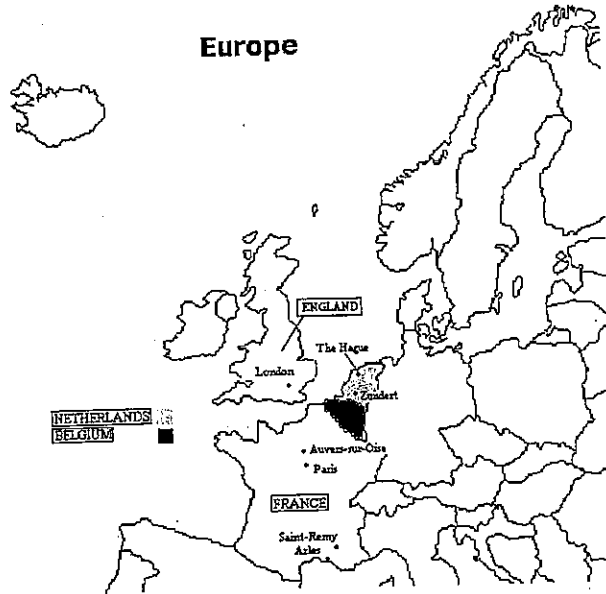 Europe
ENGLAND
The Hague
London
Zundert
NETHERLANDS
BELGIUM
Auvers-sur-Oise
Paris
FRANCE
Saint-Remy
Arles